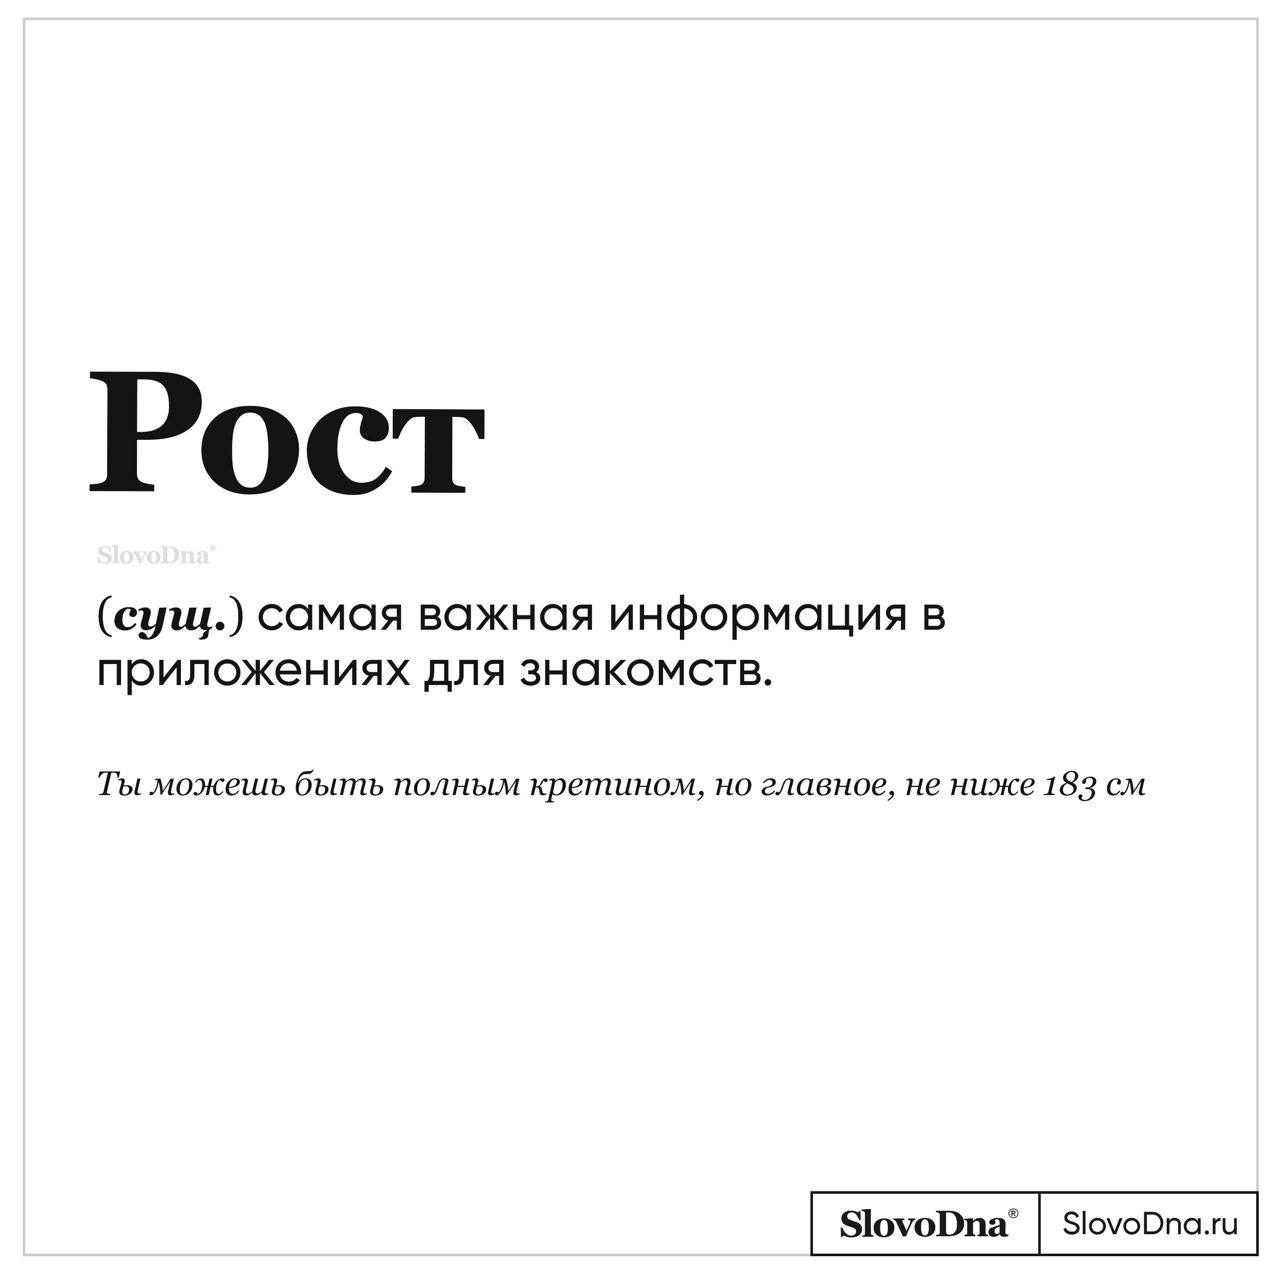 Рост
SlovoDna®
(сущ.) самая важная информация в
приложениях для знакомств.
Ты можешь быть полным кретином, но главное, не ниже 183 см
SlovoDna® SlovoDna.ru